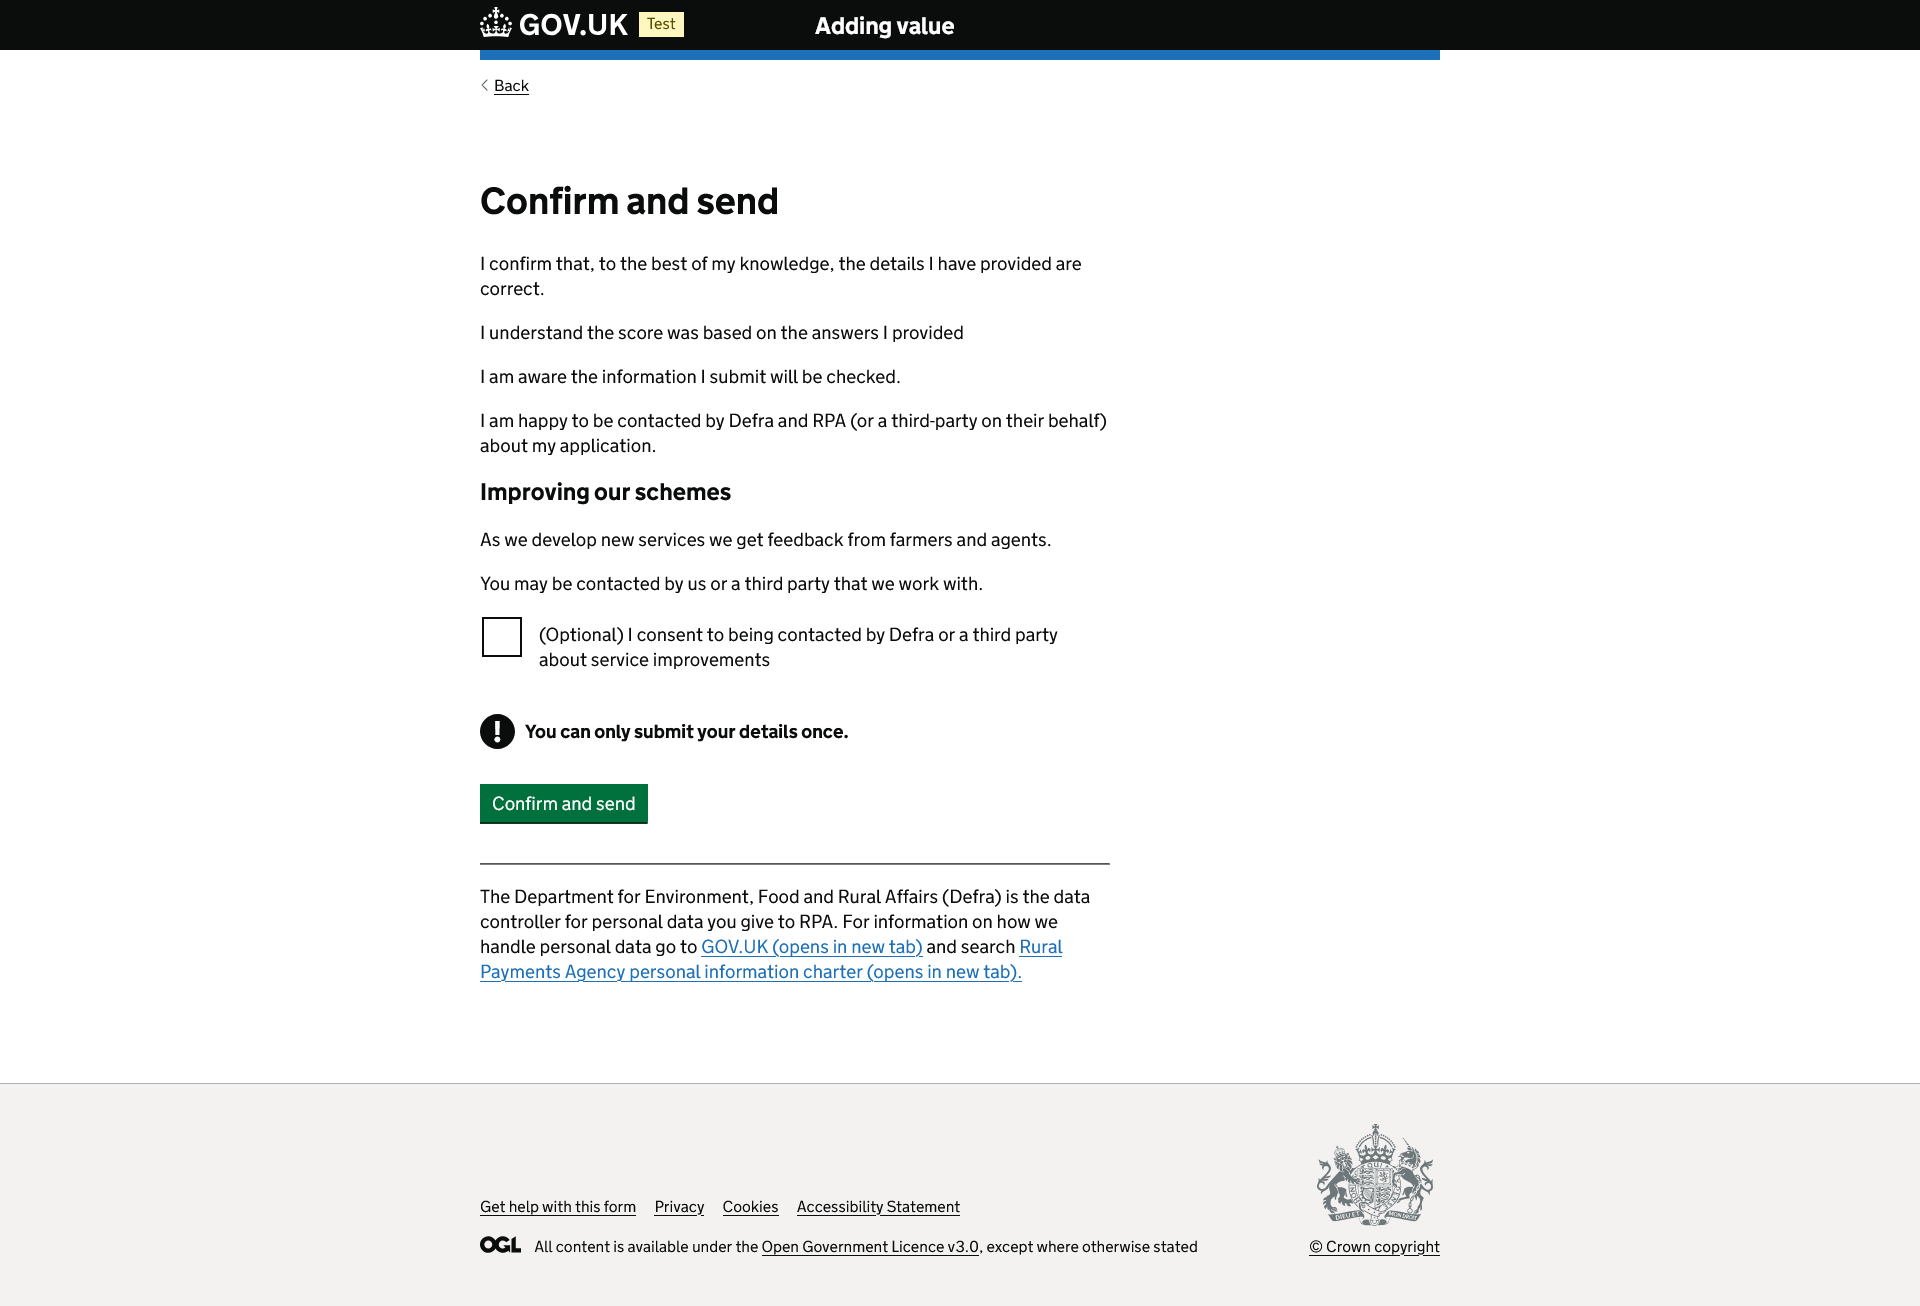 GOV.UK Test Adding value
Back
Confirm and send
I confirm that, to the best of my knowledge, the details I have provided are
correct.
I understand the score was based on the answers I provided
I am aware the information I submit will be checked.
I am happy to be contacted by Defra and RPA (or a third-party on their behalf)
about my application.
Improving our schemes
As we develop new services we get feedback from farmers and agents.
You may be contacted by us or a third party that we work with.
(Optional) I consent to being contacted by Defra or a third party
about service improvements
! You can only submit your details once.
Confirm and send
The Department for Environment, Food and Rural Affairs (Defra) is the data
controller for personal data you give to RPA. For information on how we
handle personal data go to GOV.UK (opens in new tab) and search Rural
Payments Agency personal information charter (opens in new tab).
Get help with this form Privacy Cookies Accessibility Statement
OGL All content is available under the Open Government Licence v3.0, except where otherwise stated
© Crown copyright